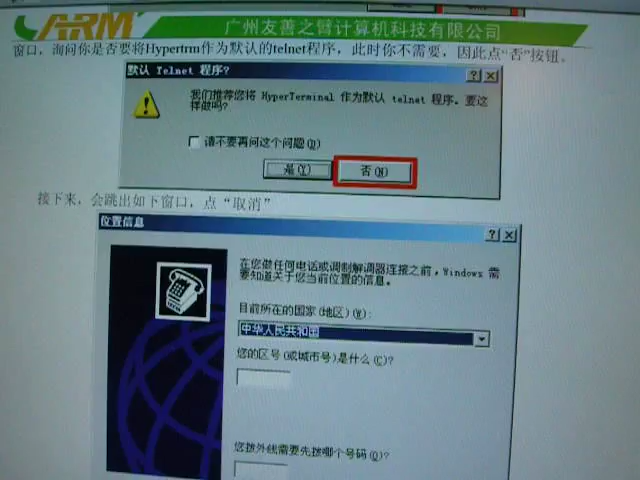 ARM
广州友善之臂计算机科技有限公司
窗口，询问你是否要将Hypertrm作为默认的telnet程序，此时你不需要，因此点“否”按钮。
默认 Telnet 程序?
我们推荐您将 HyperTerminal 作为默认 telnet 程序。要这
样做吗?
请不要再问这个问题(Q)
是(Y)
否(N)
接下来，会跳出如下窗口，点“取消”
位置信息
在您做任何电话或调制解调器连接之前，Windows 需
要知道关于您当前位置的信息。
目前所在的国家(地区)(W):
中华人民共和国
您的区号(或城市号)是什么(C)?
您拨外线需要先拨哪个号码(O)?